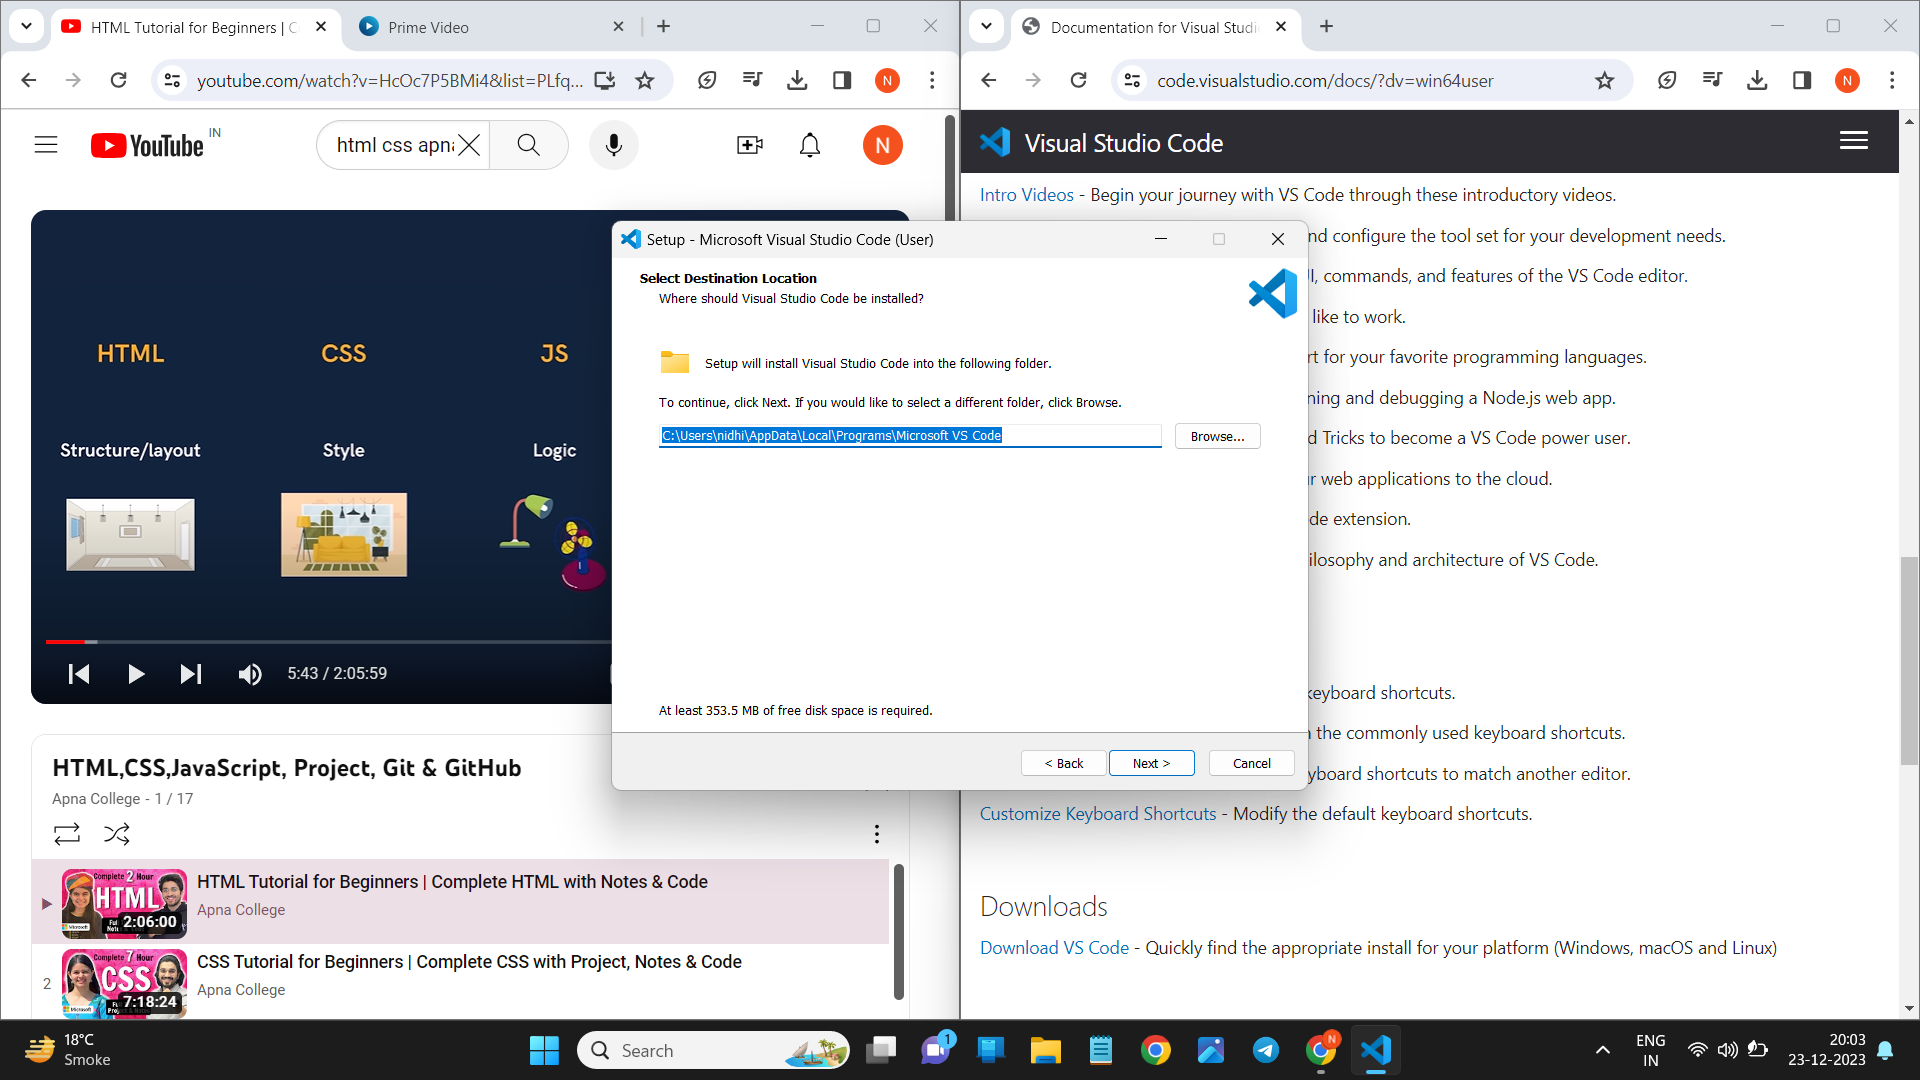 HTML Tutorial for Beginners | C
Prime Video
youtube.com/watch?v=HcOc7P5BMi4&list=PLfq...
N
YouTube IN
html css apn
N
HTML
CSS
JS
Structure/layout
Style
Logic
5:43 / 2:05:59
HTML,CSS,JavaScript, Project, Git & GitHub
Apna College - 1 / 17
Complete 2 Hour
HTML
2:06:00
HTML Tutorial for Beginners | Complete HTML with Notes & Code
Apna College
2
Complete 7 Hour
CSS
7:18:24
CSS Tutorial for Beginners | Complete CSS with Project, Notes & Code
Apna College
Setup - Microsoft Visual Studio Code (User)
Select Destination Location
Where should Visual Studio Code be installed?
Setup will install Visual Studio Code into the following folder.
To continue, click Next. If you would like to select a different folder, click Browse.
C:\Users\nidhi\AppData\Local\Programs\Microsoft VS Code
Browse...
At least 353.5 MB of free disk space is required.
< Back
Next >
Cancel
Documentation for Visual Studi
code.visualstudio.com/docs/?dv=win64user
N
Visual Studio Code
Intro Videos - Begin your journey with VS Code through these introductory videos.
nd configure the tool set for your development needs.
I, commands, and features of the VS Code editor.
like to work.
rt for your favorite programming languages.
ning and debugging a Node.js web app.
d Tricks to become a VS Code power user.
r web applications to the cloud.
de extension.
ilosophy and architecture of VS Code.
keyboard shortcuts.
n the commonly used keyboard shortcuts.
yboard shortcuts to match another editor.
Customize Keyboard Shortcuts - Modify the default keyboard shortcuts.
Downloads
Download VS Code - Quickly find the appropriate install for your platform (Windows, macOS and Linux)
18°C
Smoke
Search
1
N
ENG
IN
20:03
23-12-2023